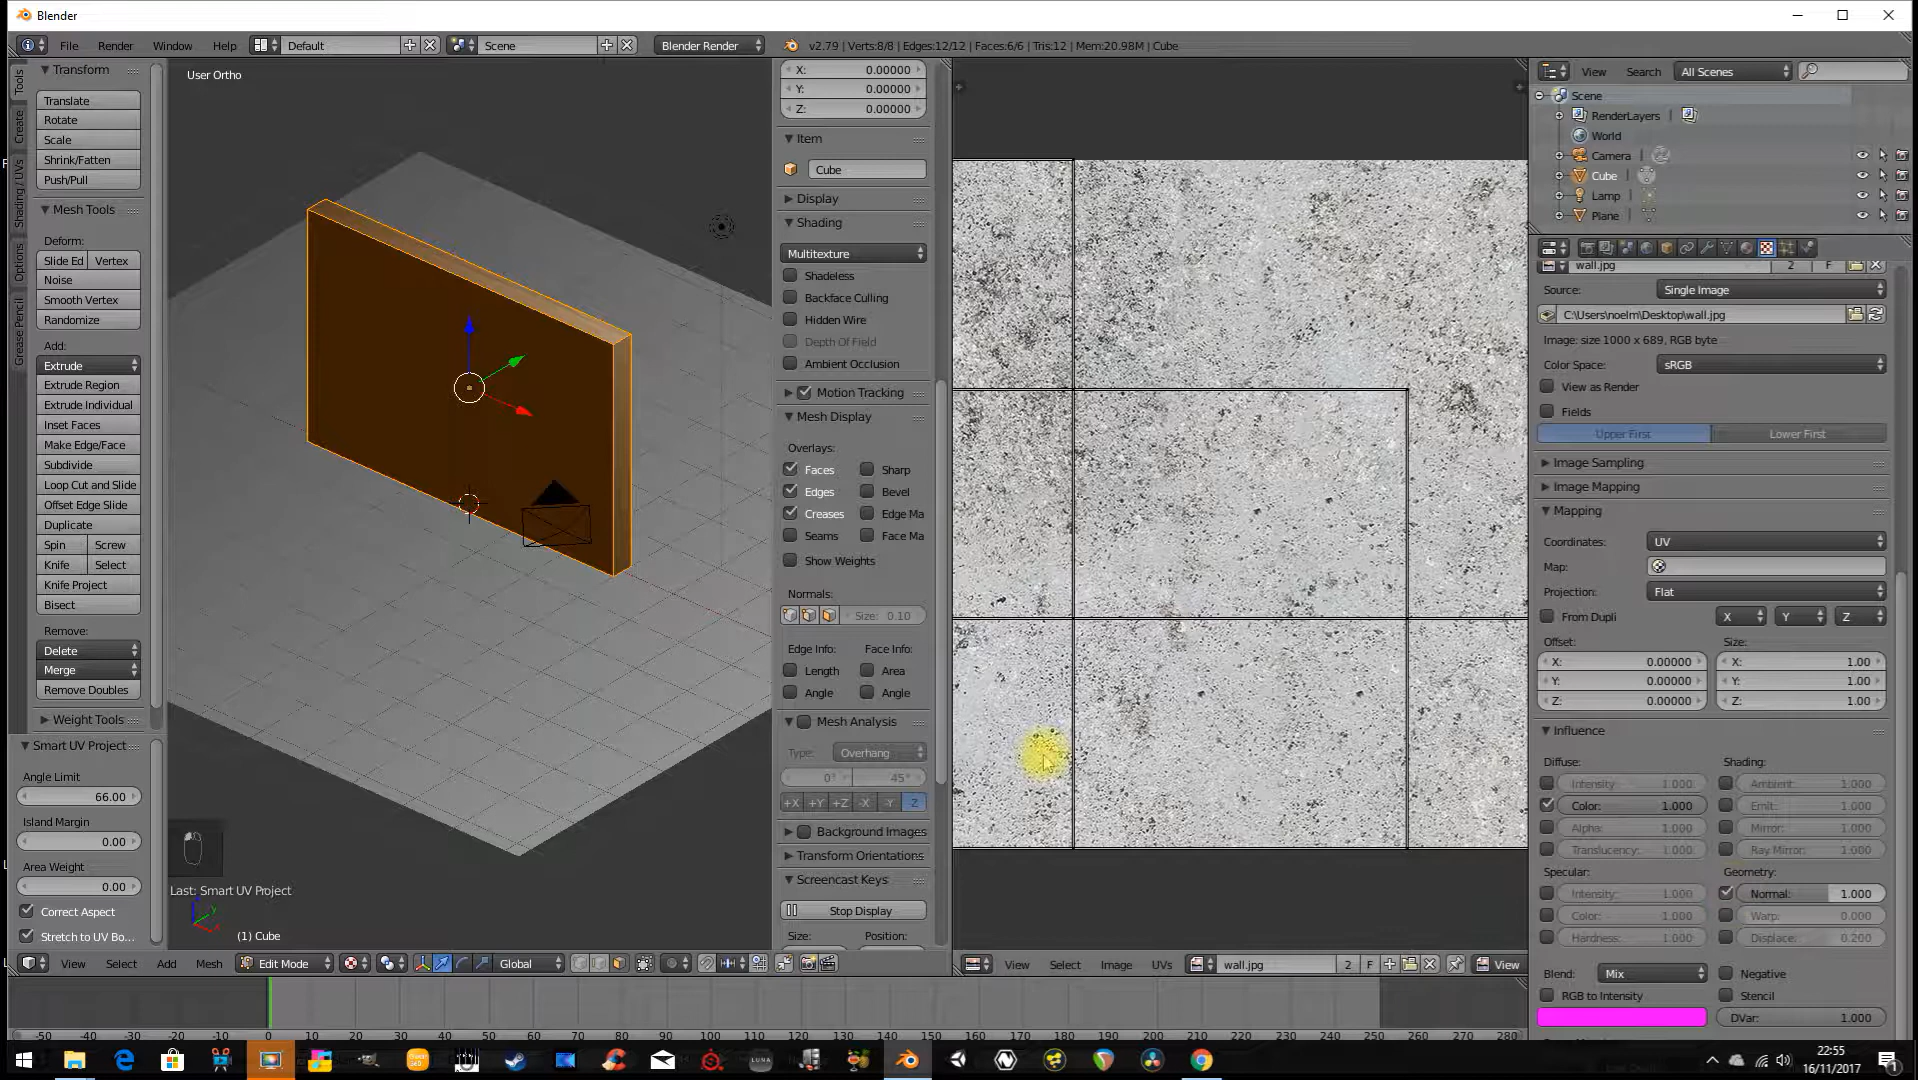 Blender
File Render Window Help Default Scene Blender Render v2.79 | Verts:8/8 | Edges:12/12 | Faces:6/6 | Tris:12 | Mem:20.98M | Cube
Tools
Create
Shading / UVs
Options
Grease Pencil
Transform
Translate
Rotate
Scale
Shrink/Fatten
Push/Pull
Mesh Tools
Deform:
Slide Ed Vertex
Noise
Smooth Vertex
Randomize
Add:
Extrude
Extrude Region
Extrude Individual
Inset Faces
Make Edge/Face
Subdivide
Loop Cut and Slide
Offset Edge Slide
Duplicate
Spin Screw
Knife Select
Knife Project
Bisect
Remove:
Delete
Merge
Remove Doubles
Weight Tools
Smart UV Project
Angle Limit
66.00
Island Margin
0.00
Area Weight
0.00
Correct Aspect
Stretch to UV Bo...
User Ortho
Last: Smart UV Project
(1) Cube
X: 0.00000
Y: 0.00000
Z: 0.00000
Item
Cube
Display
Shading
Multitexture
Shadeless
Backface Culling
Hidden Wire
Depth Of Field
Ambient Occlusion
Motion Tracking
Mesh Display
Overlays:
Faces Sharp
Edges Bevel
Creases Edge Ma
Seams Face Ma
Show Weights
Normals:
Size: 0.10
Edge Info: Face Info:
Length Area
Angle Angle
Mesh Analysis
Type: Overhang
0° 45°
+X +Y +Z -X -Y Z
Background Images
Transform Orientations
Screencast Keys
Stop Display
Size: Position:
View Select Add Mesh Edit Mode Global
View Select Image UVs wall.jpg 2 F View
View Search All Scenes
Scene
RenderLayers
World
Camera
Cube
Lamp
Plane
wall.jpg 2 F
Source: Single Image
C:\Users\noelm\Desktop\wall.jpg
Image: size 1000 x 689, RGB byte
Color Space: sRGB
View as Render
Fields
Upper First Lower First
Image Sampling
Image Mapping
Mapping
Coordinates: UV
Map:
Projection: Flat
From Dupli X Y Z
Offset: Size:
X: 0.00000 X: 1.00
Y: 0.00000 Y: 1.00
Z: 0.00000 Z: 1.00
Influence
Diffuse: Shading:
Intensity: 1.000 Ambient: 1.000
Color: 1.000 Emit: 1.000
Alpha: 1.000 Mirror: 1.000
Translucency: 1.000 Ray Mirror: 1.000
Specular: Geometry:
Intensity: 1.000 Normal: 1.000
Color: 1.000 Warp: 0.000
Hardness: 1.000 Displace: 0.200
Blend: Mix Negative
RGB to Intensity Stencil
DVar: 1.000
-50 -40 -30 -20 -10 0 10 20 30 40 50 60 70 80 90 100 110 120 130 140 150 160 170 180 190 200 210 220 230 240 250 260 270 280
LUNA
22:55
16/11/2017